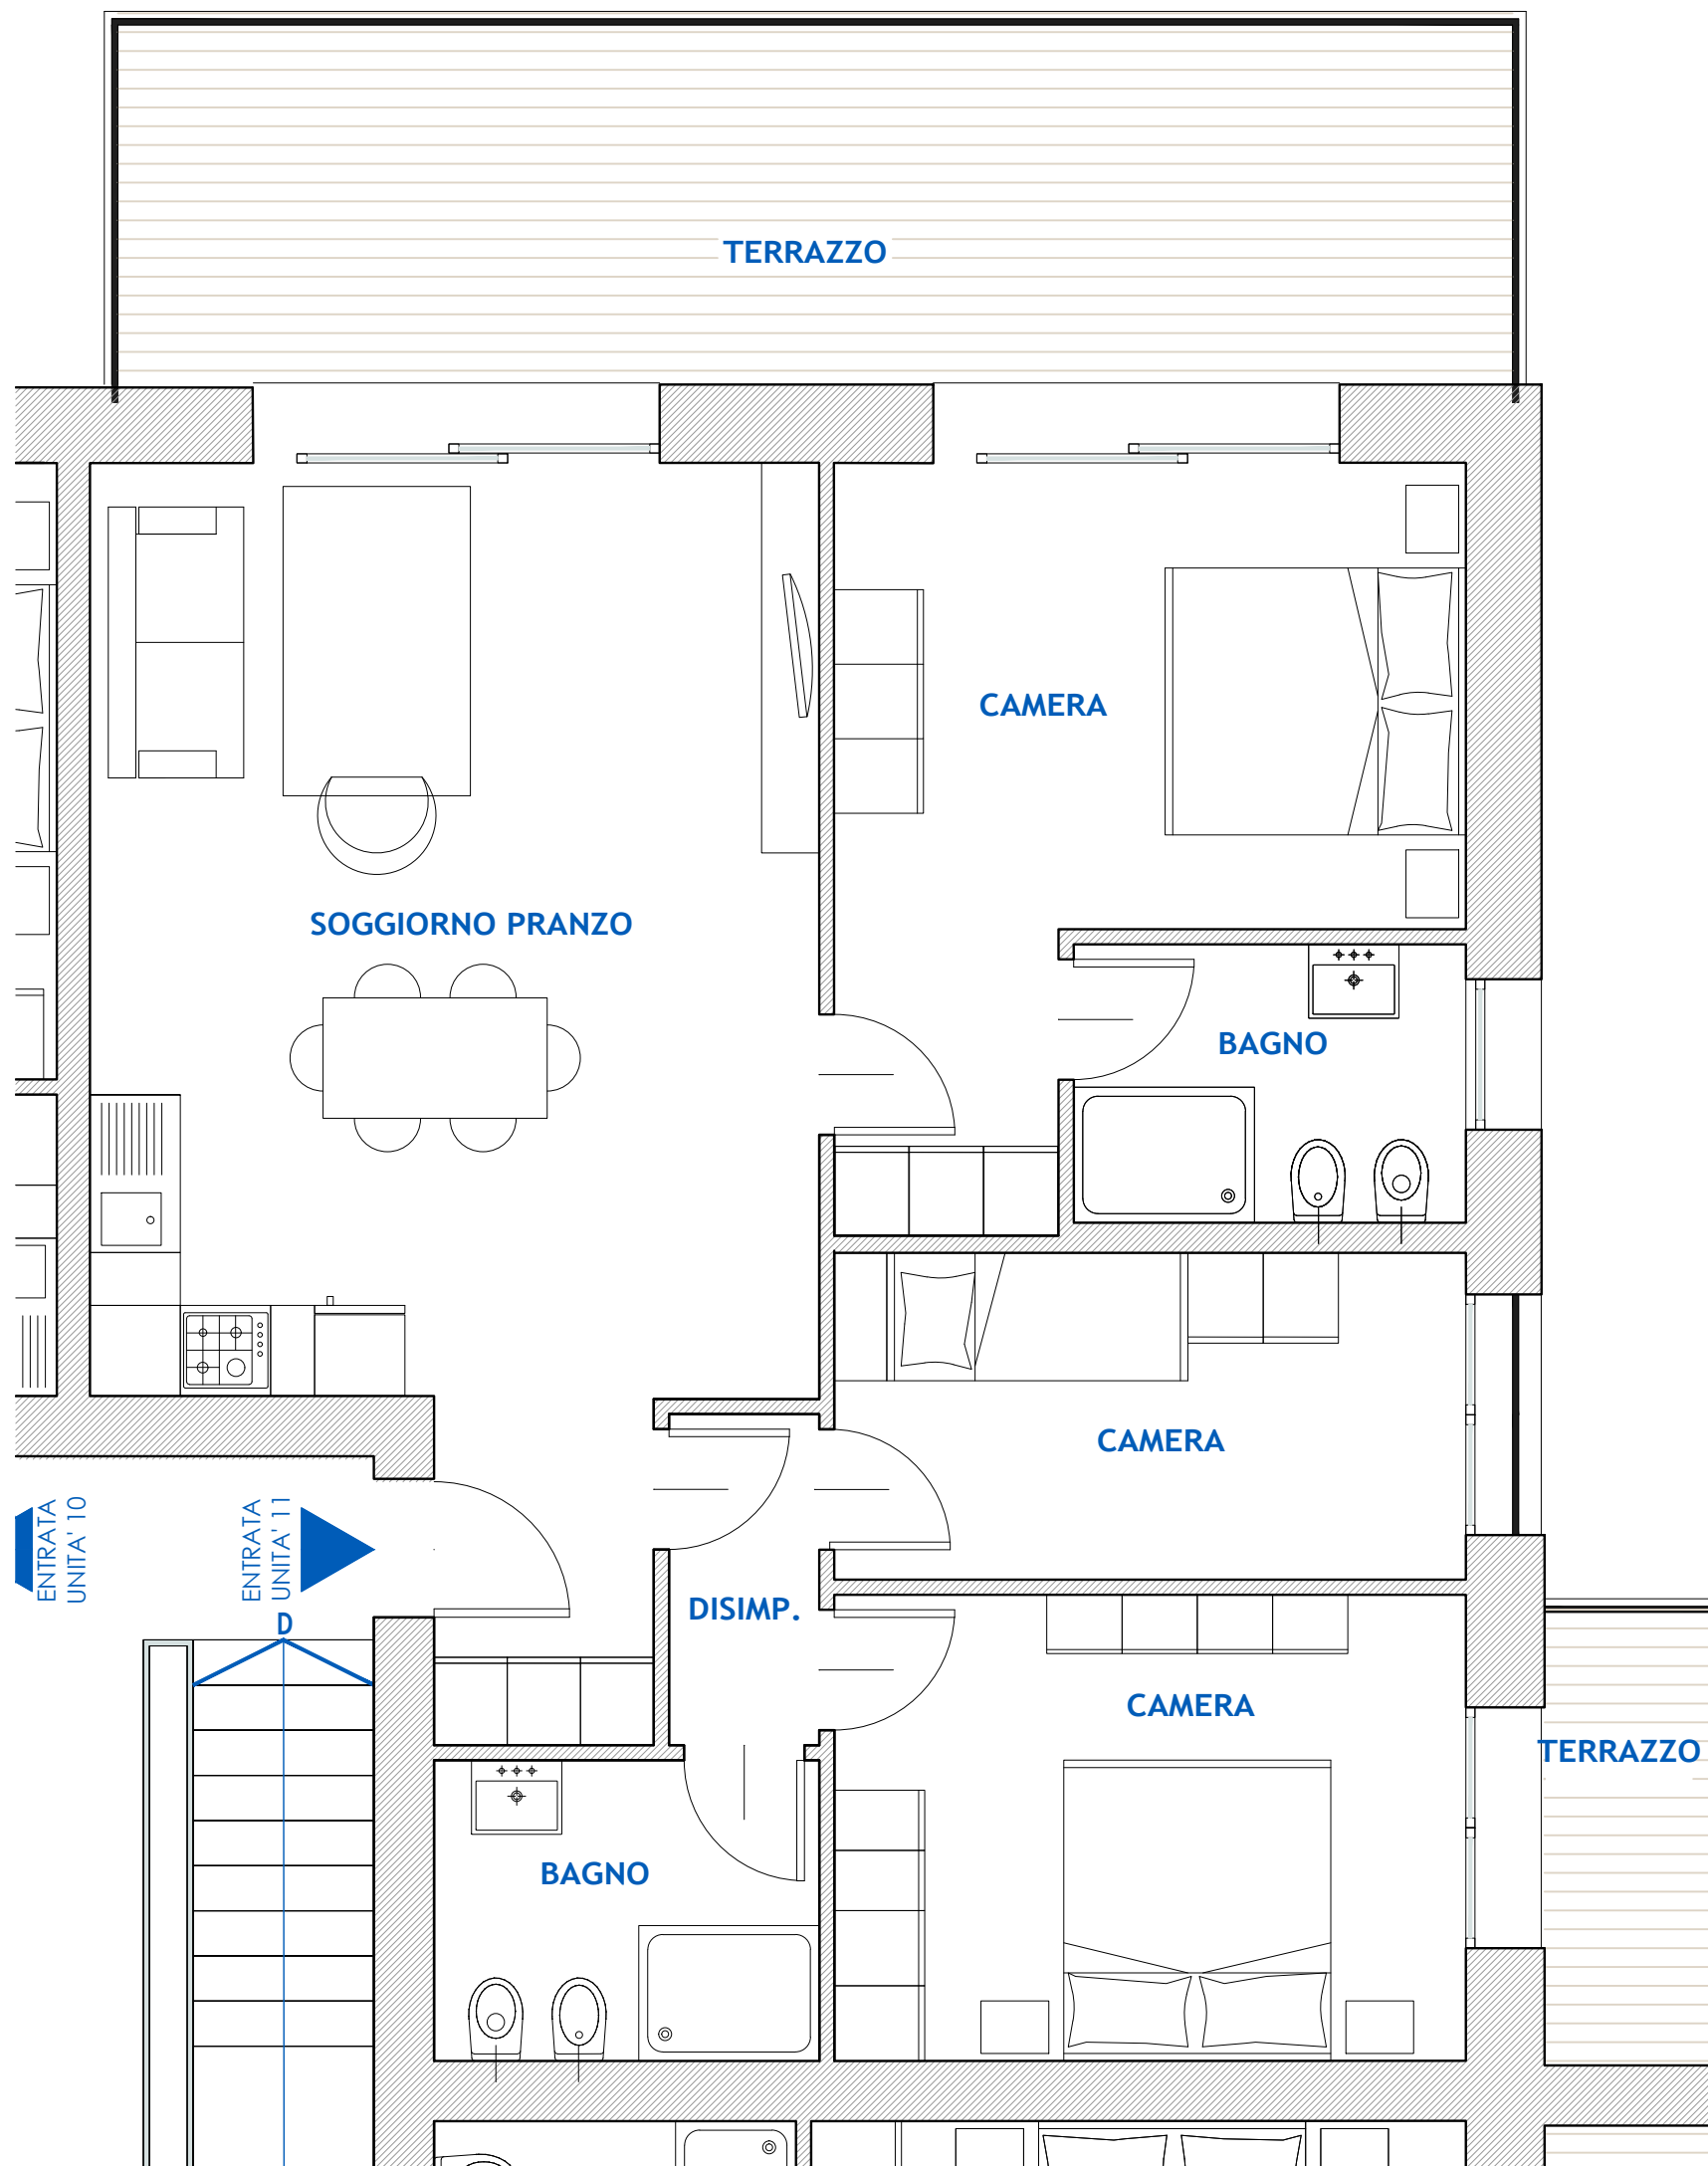 TERRAZZO
CAMERA
SOGGIORNO PRANZO
BAGNO
CAMERA
ENTRATA
UNITA' 10
ENTRATA
UNITA' 11
DISIMP.
D
CAMERA
TERRAZZO
BAGNO